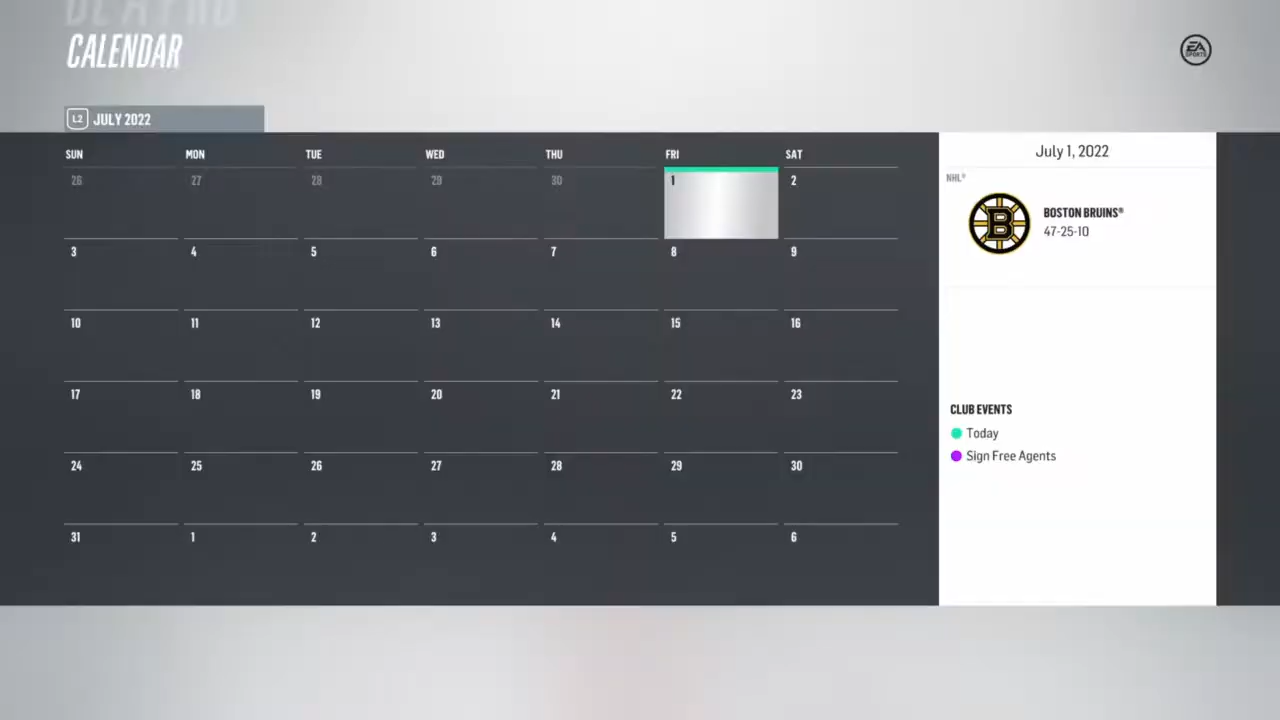 CALENDAR
EA SPORTS
L2 JULY 2022
SUN MON TUE WED THU FRI SAT
26 27 28 29 30 1 2
3 4 5 6 7 8 9
10 11 12 13 14 15 16
17 18 19 20 21 22 23
24 25 26 27 28 29 30
31 1 2 3 4 5 6
July 1, 2022
NHL®
B
BOSTON BRUINS®
47-25-10
CLUB EVENTS
Today
Sign Free Agents